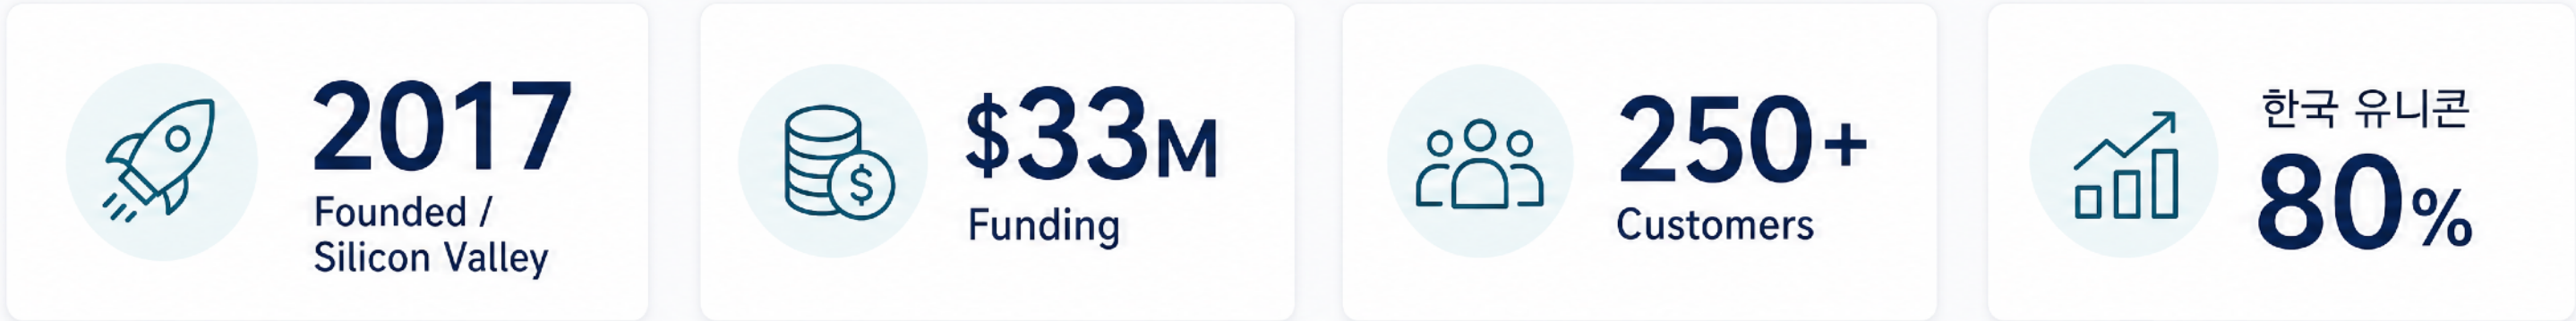 2017
Founded /
Silicon Valley
$33M
Funding
250+
Customers
한국 유니콘
80%